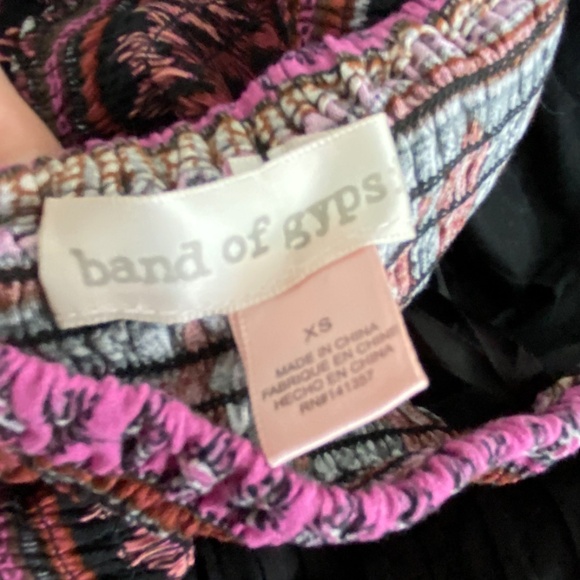 band of gyps
XS
MADE IN CHINA
FABRIQUE EN CHINE
HECHO EN CHINA
RN#141357